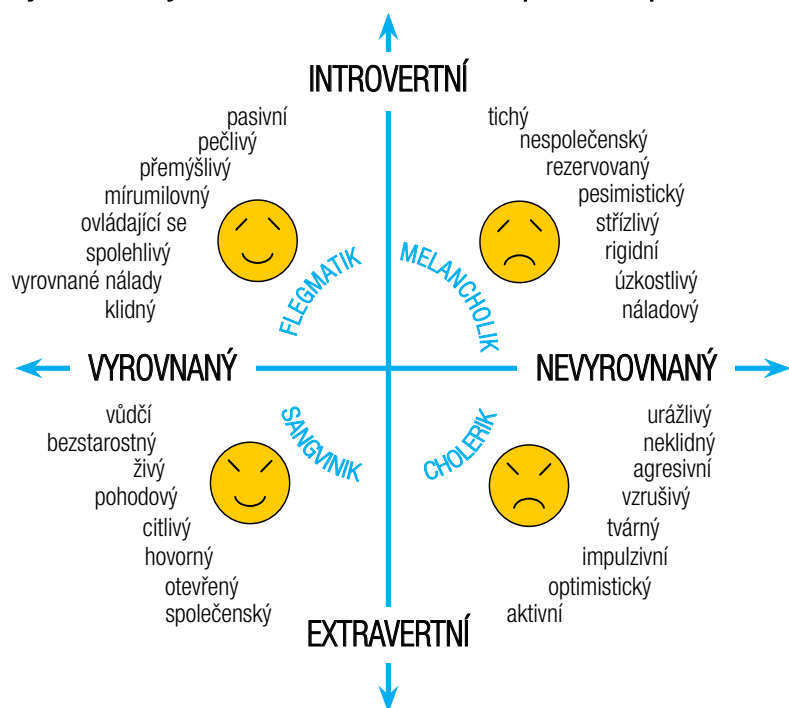 INTROVERTNÍ
pasivní
pečlivý
přemýšlivý
mírumilovný
ovládající se
spolehlivý
vyrovnané nálady
klidný
tichý
nespolečenský
rezervovaný
pesimistický
střízlivý
rigidní
úzkostlivý
náladový
FLEGMATIK
MELANCHOLIK
VYROVNANÝ
NEVYROVNANÝ
SANGVINIK
CHOLERIK
vůdčí
bezstarostný
živý
pohodový
citlivý
hovorný
otevřený
společenský
urážlivý
neklidný
agresivní
vzrušivý
tvárný
impulzivní
optimistický
aktivní
EXTRAVERTNÍ